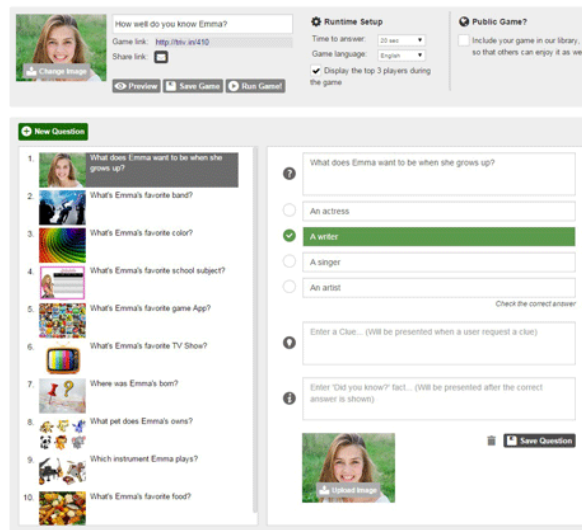 How well do you know Emma?
Game link: http://triv.in/410
Share link:
Change Image
Preview
Save Game
Run Game!
Runtime Setup
Time to answer: 20 sec
Game language: English
Display the top 3 players during
the game
Public Game?
Include your game in our library,
so that others can enjoy it as we
New Question
1. What does Emma want to be when she
grows up?
2. What's Emma's favorite band?
3. What's Emma's favorite color?
4. What's Emma's favorite school subject?
5. What's Emma's favorite game App?
6. What's Emma's favorite TV Show?
7. Where was Emma's born?
8. What pet does Emma's owns?
9. Which instrument Emma plays?
10. What's Emma's favorite food?
What does Emma want to be when she grows up?
An actress
A writer
A singer
An artist
Check the correct answer
Enter a Clue... (Will be presented when a user request a clue)
Enter 'Did you know?' fact... (Will be presented after the correct
answer is shown)
Upload Image
Save Question